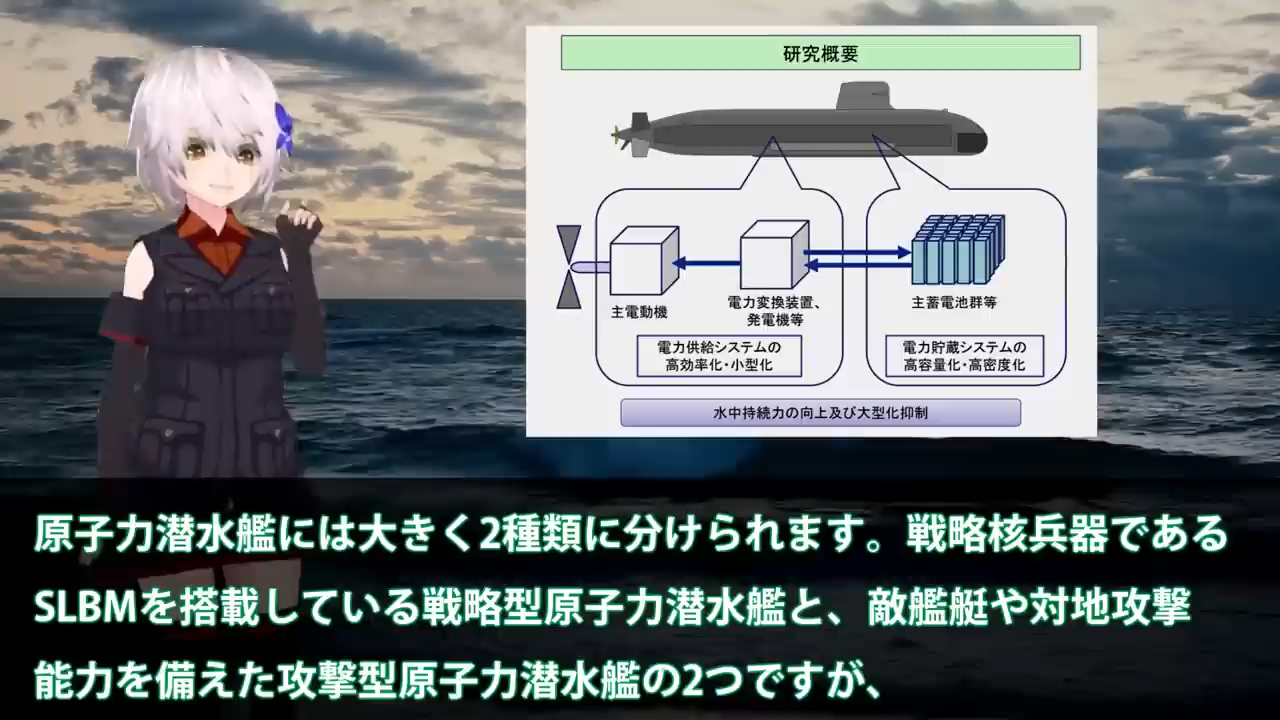 研究概要
主電動機
電力変換装置、
発電機等
主蓄電池群等
電力供給システムの
高効率化・小型化
電力貯蔵システムの
高容量化・高密度化
水中持続力の向上及び大型化抑制
原子力潜水艦には大きく2種類に分けられます。戦略核兵器である
SLBMを搭載している戦略型原子力潜水艦と、敵艦艇や対地攻撃
能力を備えた攻撃型原子力潜水艦の2つですが、